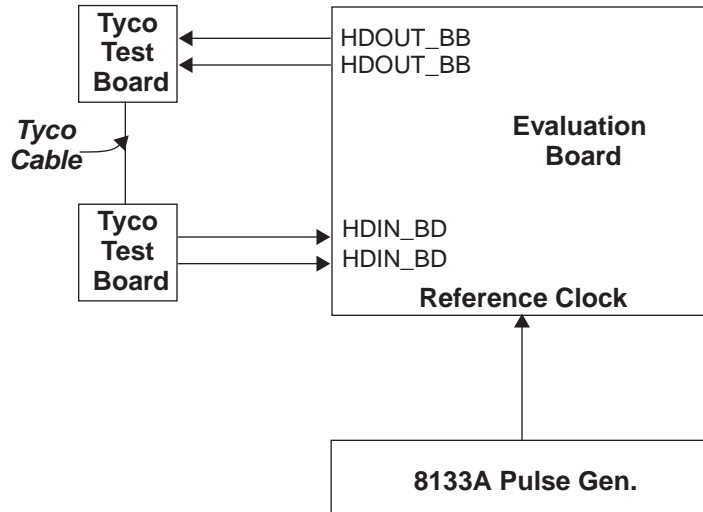 Tyco
Test
Board
HDOUT_BB
HDOUT_BB
Tyco
Cable
Evaluation
Board
Tyco
Test
Board
HDIN_BD
HDIN_BD
Reference Clock
8133A Pulse Gen.